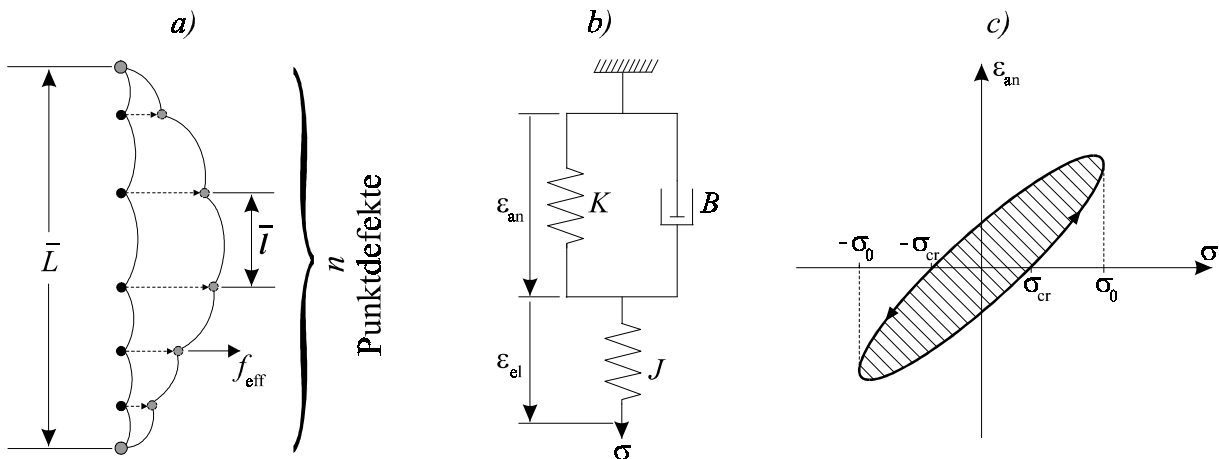 a)
L̄
l̄
f_eff
n
Punktdefekte
b)
ε_an
K
B
ε_el
J
σ
c)
ε_an
-σ_0
-σ_cr
σ
σ_cr
σ_0